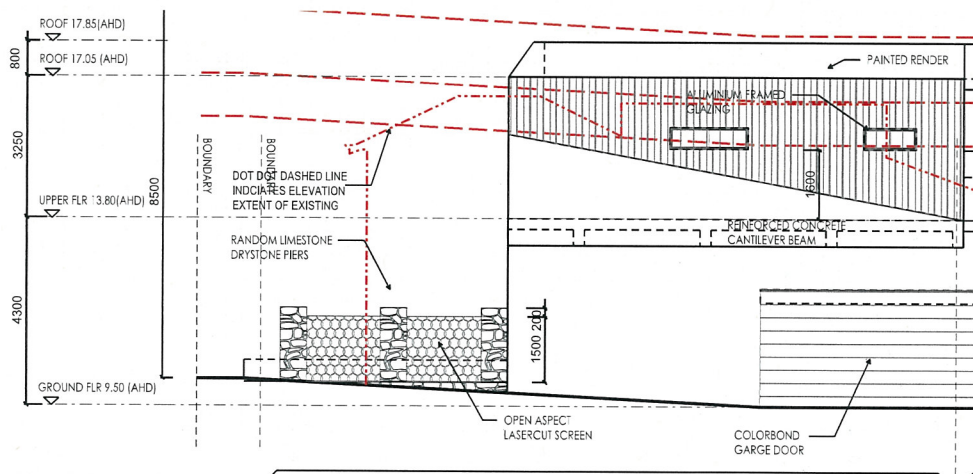 ROOF 17.85(AHD)
800
ROOF 17.05 (AHD)
PAINTED RENDER
ALUMINIUM FRAMED
GLAZING
3250
8500
BOUNDARY
BOUNDARY
DOT DOT DASHED LINE
INDCIATES ELEVATION
EXTENT OF EXISTING
1600
UPPER FLR 13.80(AHD)
REINFORCED CONCRETE
CANTILEVER BEAM
RANDOM LIMESTONE
DRYSTONE PIERS
4300
1500 200
GROUND FLR 9.50 (AHD)
OPEN ASPECT
LASERCUT SCREEN
COLORBOND
GARGE DOOR